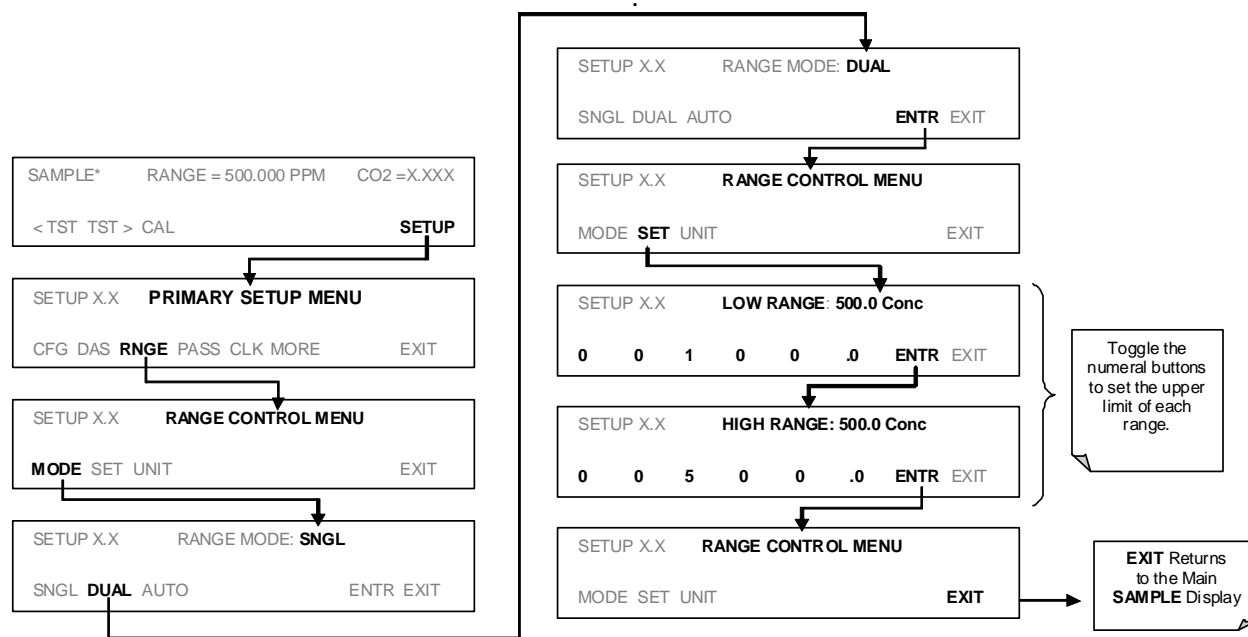 SAMPLE* RANGE = 500.000 PPM CO2 =X.XXX
< TST TST > CAL SETUP
SETUP X.X PRIMARY SETUP MENU
CFG DAS RNGE PASS CLK MORE EXIT
SETUP X.X RANGE CONTROL MENU
MODE SET UNIT EXIT
SETUP X.X RANGE MODE: SNGL
SNGL DUAL AUTO ENTR EXIT
SETUP X.X RANGE MODE: DUAL
SNGL DUAL AUTO ENTR EXIT
SETUP X.X RANGE CONTROL MENU
MODE SET UNIT EXIT
SETUP X.X LOW RANGE: 500.0 Conc
0 0 1 0 0 .0 ENTR EXIT
SETUP X.X HIGH RANGE: 500.0 Conc
0 0 5 0 0 .0 ENTR EXIT
SETUP X.X RANGE CONTROL MENU
MODE SET UNIT EXIT
Toggle the
numeral buttons
to set the upper
limit of each
range.
EXIT Returns
to the Main
SAMPLE Display